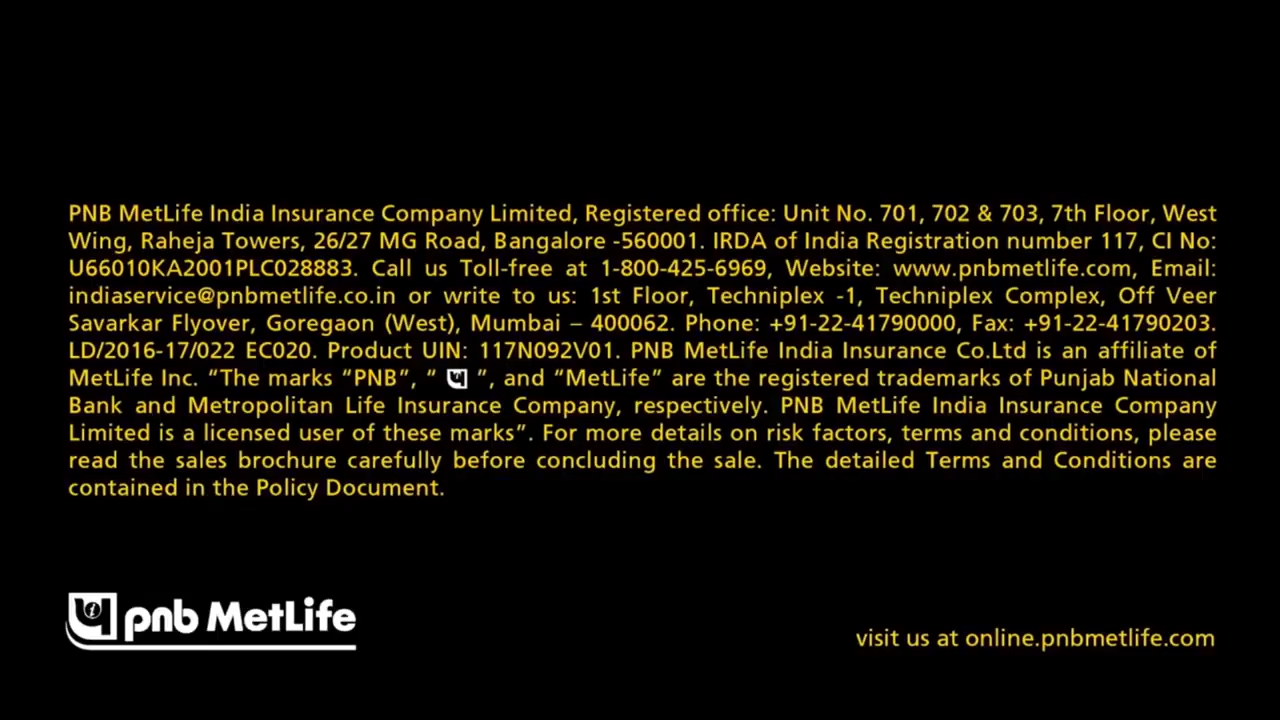 PNB MetLife India Insurance Company Limited, Registered office: Unit No. 701, 702 & 703, 7th Floor, West
Wing, Raheja Towers, 26/27 MG Road, Bangalore -560001. IRDA of India Registration number 117, CI No:
U66010KA2001PLC028883. Call us Toll-free at 1-800-425-6969, Website: www.pnbmetlife.com, Email:
indiaservice@pnbmetlife.co.in or write to us: 1st Floor, Techniplex -1, Techniplex Complex, Off Veer
Savarkar Flyover, Goregaon (West), Mumbai – 400062. Phone: +91-22-41790000, Fax: +91-22-41790203.
LD/2016-17/022 EC020. Product UIN: 117N092V01. PNB MetLife India Insurance Co.Ltd is an affiliate of
MetLife Inc. “The marks “PNB”, “ ”, and “MetLife” are the registered trademarks of Punjab National
Bank and Metropolitan Life Insurance Company, respectively. PNB MetLife India Insurance Company
Limited is a licensed user of these marks”. For more details on risk factors, terms and conditions, please
read the sales brochure carefully before concluding the sale. The detailed Terms and Conditions are
contained in the Policy Document.
pnb MetLife
visit us at online.pnbmetlife.com